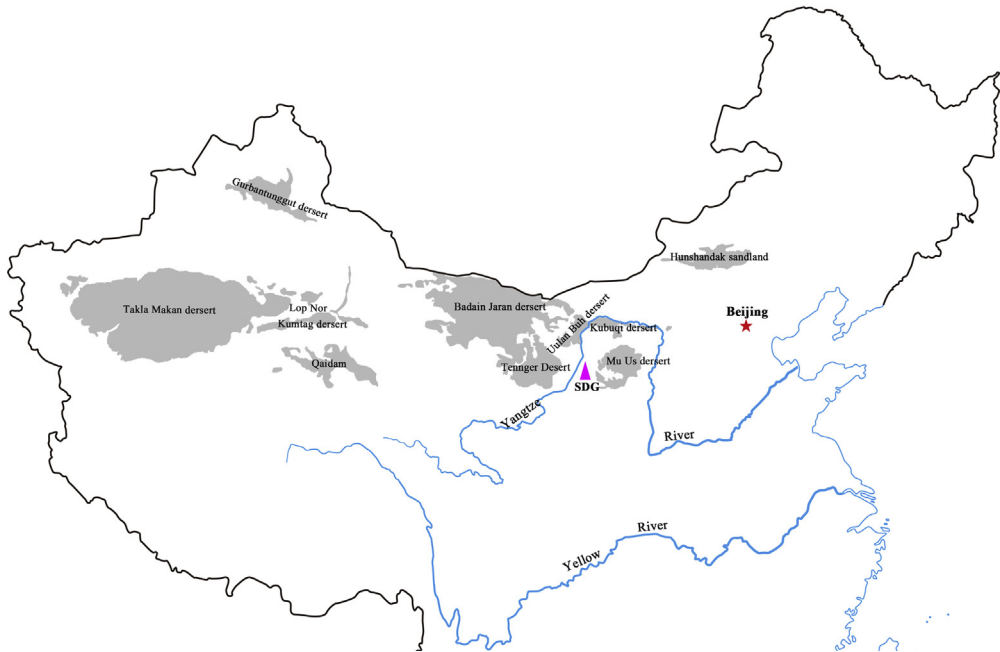 Gurbantunggut dersert
Hunshandak sandland
Takla Makan dersert
Lop Nor
Kumtag dersert
Qaidam
Badain Jaran dersert
Uulan Buh dersert
Kubuqi dersert
Beijing
Tennger Desert
Mu Us dersert
SDG
Yangtze
River
Yellow
River